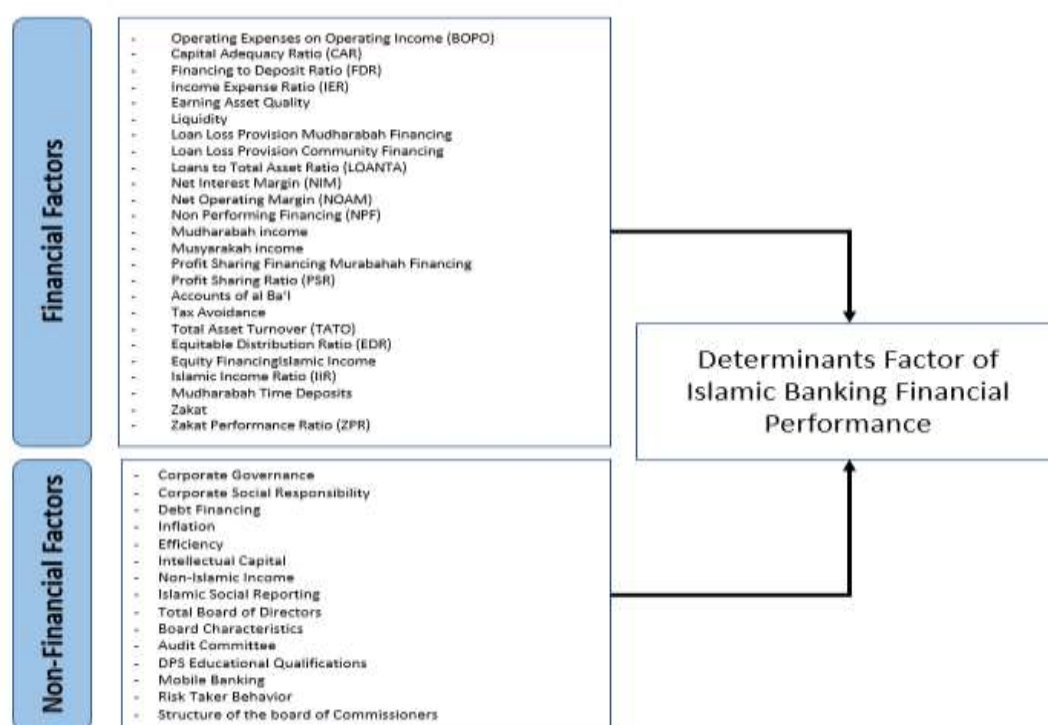 Financial Factors
- Operating Expenses on Operating Income (BOPO)
- Capital Adequacy Ratio (CAR)
- Financing to Deposit Ratio (FDR)
- Income Expense Ratio (IER)
- Earning Asset Quality
- Liquidity
- Loan Loss Provision Mudharabah Financing
- Loan Loss Provision Community Financing
- Loans to Total Asset Ratio (LOANTA)
- Net Interest Margin (NIM)
- Net Operating Margin (NOAM)
- Non Performing Financing (NPF)
- Mudharabah income
- Musyarakah income
- Profit Sharing Financing Murabahah Financing
- Profit Sharing Ratio (PSR)
- Accounts of al Ba'I
- Tax Avoidance
- Total Asset Turnover (TATO)
- Equitable Distribution Ratio (EDR)
- Equity FinancingIslamic Income
- Islamic Income Ratio (IIR)
- Mudharabah Time Deposits
- Zakat
- Zakat Performance Ratio (ZPR)
Non-Financial Factors
- Corporate Governance
- Corporate Social Responsibility
- Debt Financing
- Inflation
- Efficiency
- Intellectual Capital
- Non-Islamic Income
- Islamic Social Reporting
- Total Board of Directors
- Board Characteristics
- Audit Committee
- DPS Educational Qualifications
- Mobile Banking
- Risk Taker Behavior
- Structure of the board of Commissioners
Determinants Factor of
Islamic Banking Financial
Performance